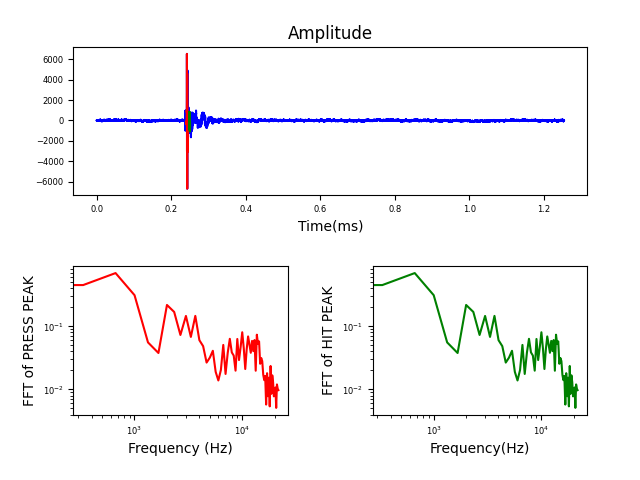 Amplitude
6000
4000
2000
0
−2000
−4000
−6000
0.0 0.2 0.4 0.6 0.8 1.0 1.2
Time(ms)
FFT of PRESS PEAK
10⁻¹
10⁻²
10³ 10⁴
Frequency (Hz)
FFT of HIT PEAK
10⁻¹
10⁻²
10³ 10⁴
Frequency(Hz)